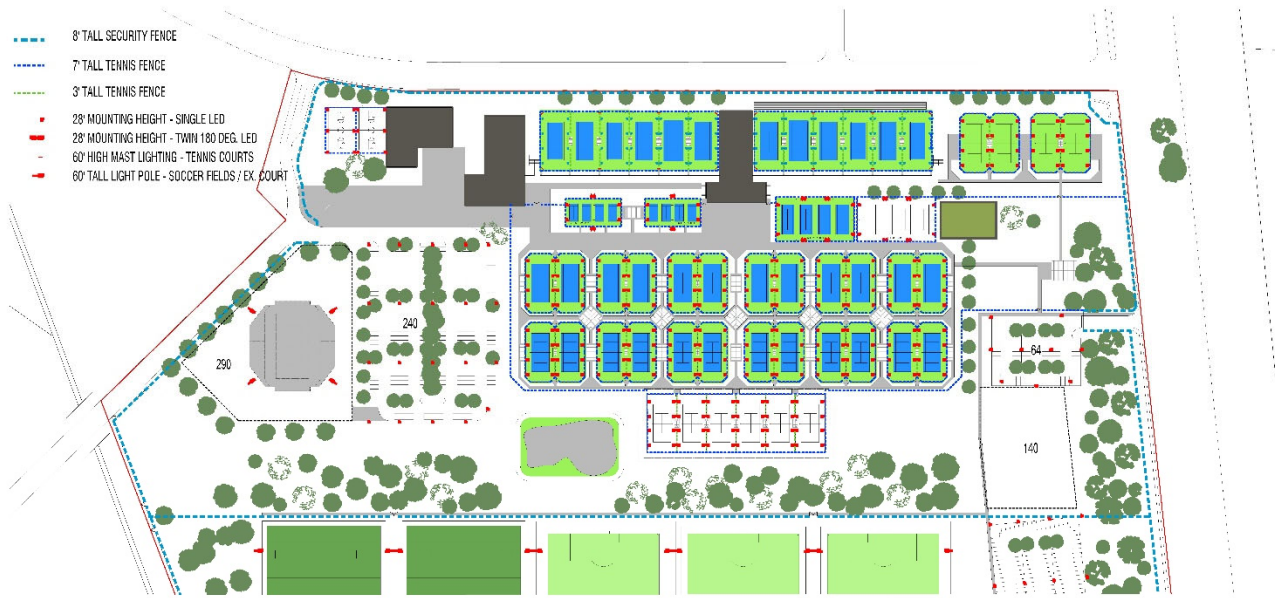 8' TALL SECURITY FENCE
7' TALL TENNIS FENCE
3' TALL TENNIS FENCE
28' MOUNTING HEIGHT - SINGLE LED
28' MOUNTING HEIGHT - TWIN 180 DEG. LED
60' HIGH MAST LIGHTING - TENNIS COURTS
60' TALL LIGHT POLE - SOCCER FIELDS / EX. COURT
240
64
290
140